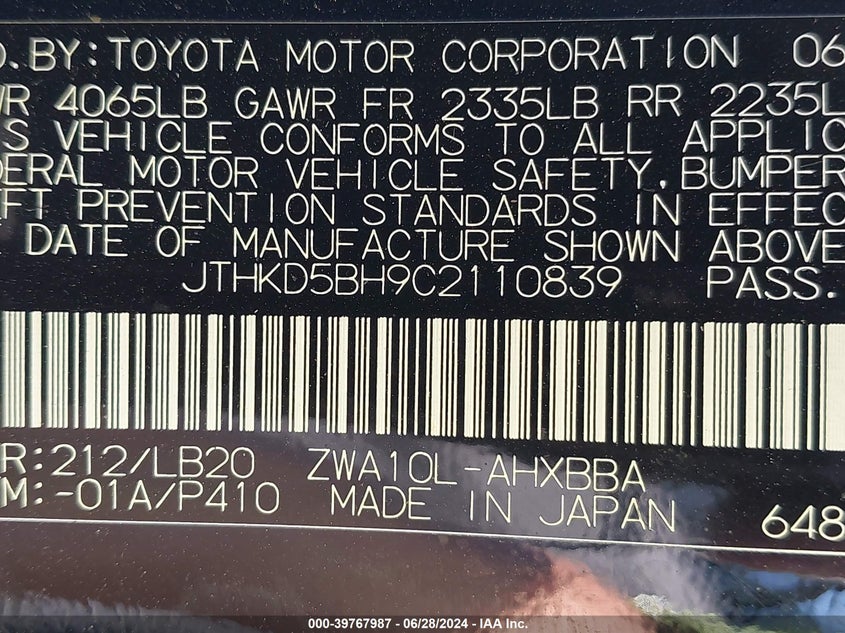 D.BY:TOYOTA MOTOR CORPORATION 06
WR 4065LB GAWR FR 2335LB RR 2235L
S VEHICLE CONFORMS TO ALL APPLIC
DERAL MOTOR VEHICLE SAFETY,BUMPER
EFT PREVENTION STANDARDS IN EFFEC
E DATE OF MANUFACTURE SHOWN ABOVE
JTHKD5BH9C2110839 PASS.
R:212/LB20 ZWA10L-AHXBBA
M:-01A/P410 MADE IN JAPAN 648
000-39767987 - 06/28/2024 - IAA Inc.